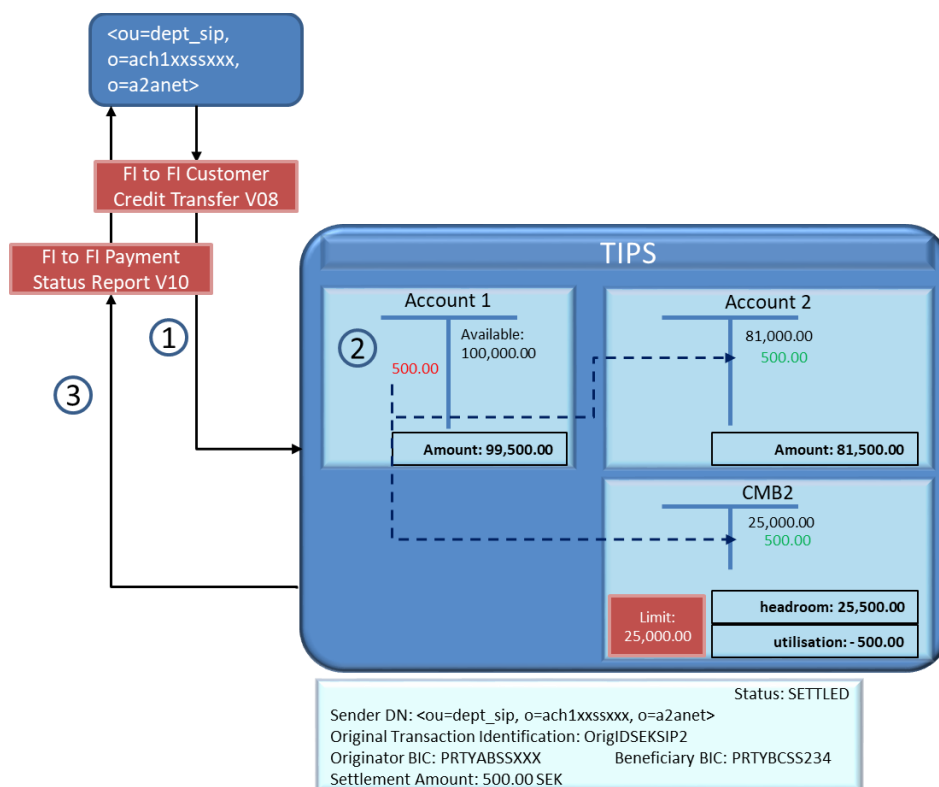 <ou=dept_sip,
o=ach1xxssxxx,
o=a2anet>
FI to FI Customer
Credit Transfer V08
FI to FI Payment
Status Report V10
1
3
TIPS
Account 1
2
Available:
100,000.00
500.00
Amount: 99,500.00
Account 2
81,000.00
500.00
Amount: 81,500.00
CMB2
25,000.00
500.00
Limit:
25,000.00
headroom: 25,500.00
utilisation: - 500.00
Status: SETTLED
Sender DN: <ou=dept_sip, o=ach1xxssxxx, o=a2anet>
Original Transaction Identification: OrigIDSEKSIP2
Originator BIC: PRTYABSSXXX Beneficiary BIC: PRTYBCSS234
Settlement Amount: 500.00 SEK